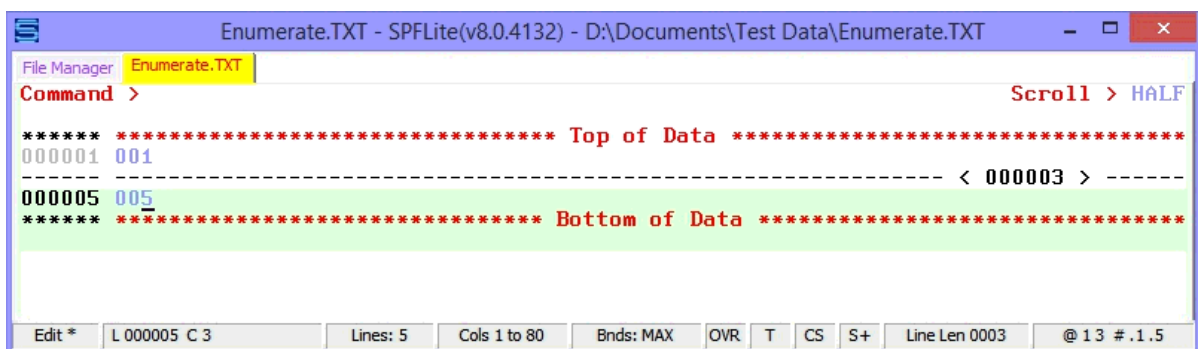 Enumerate.TXT - SPFLite(v8.0.4132) - D:\Documents\Test Data\Enumerate.TXT
File Manager Enumerate.TXT
Command > Scroll > HALF
****** ********************************* Top of Data **********************************
000001 001
------ -------------------------------------------------------------- < 000003 > ------
000005 005
****** ******************************** Bottom of Data ********************************
Edit * L 000005 C 3 Lines: 5 Cols 1 to 80 Bnds: MAX OVR T CS S+ Line Len 0003 @ 1 3 # . 1 . 5